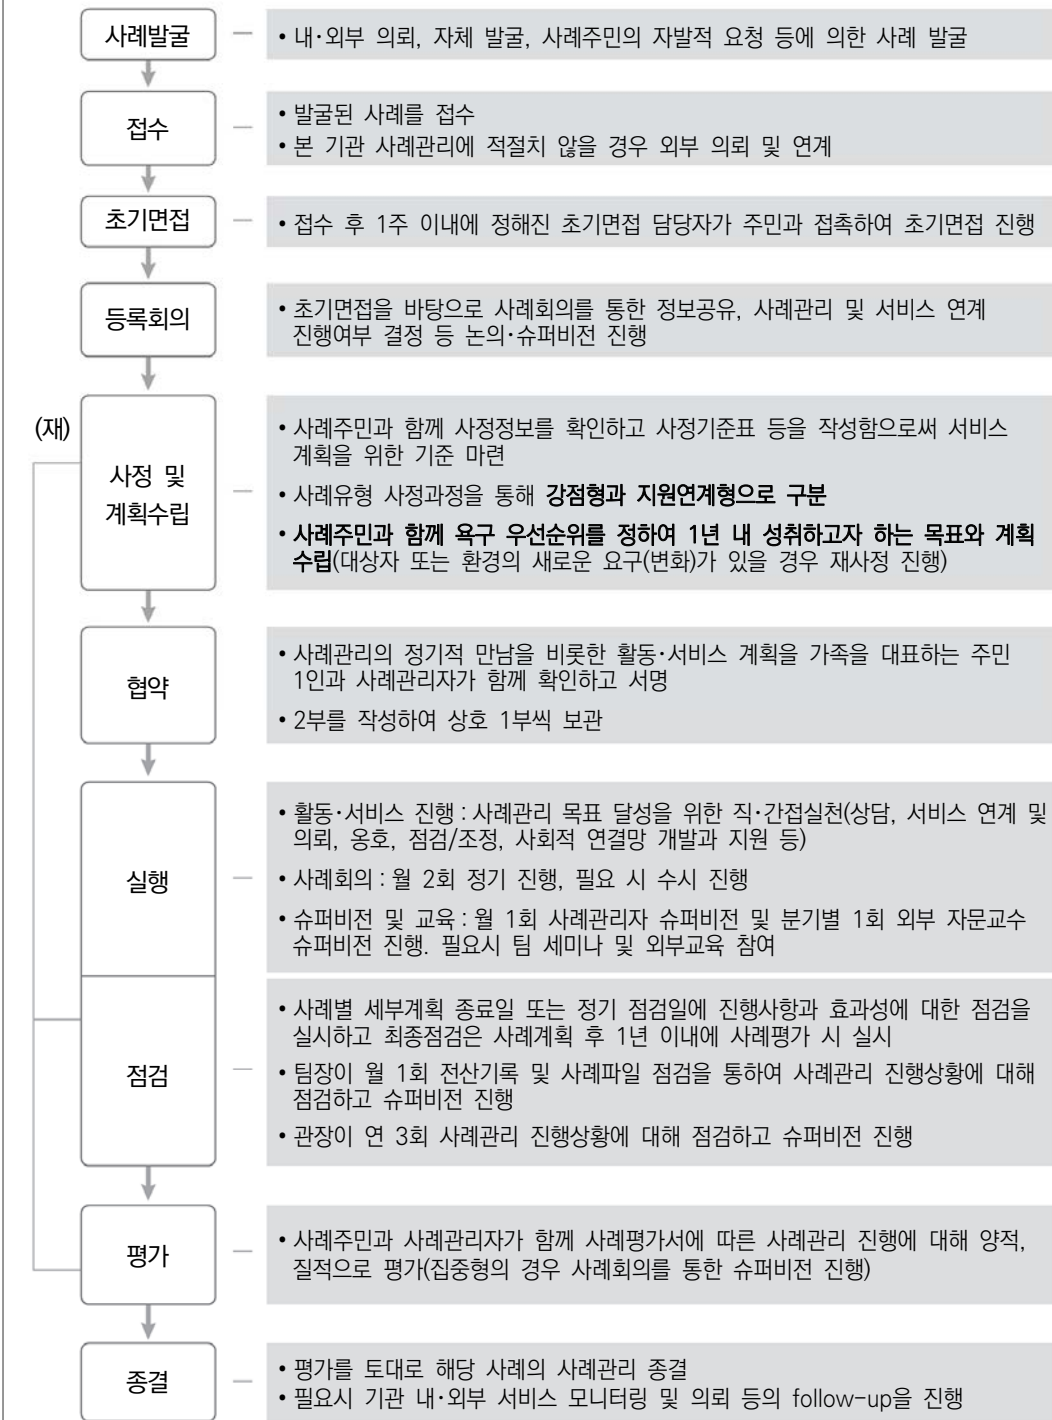 사례발굴
• 내·외부 의뢰, 자체 발굴, 사례주민의 자발적 요청 등에 의한 사례 발굴
접수
• 발굴된 사례를 접수
• 본 기관 사례관리에 적절치 않을 경우 외부 의뢰 및 연계
초기면접
• 접수 후 1주 이내에 정해진 초기면접 담당자가 주민과 접촉하여 초기면접 진행
등록회의
• 초기면접을 바탕으로 사례회의를 통한 정보공유, 사례관리 및 서비스 연계
진행여부 결정 등 논의·슈퍼비전 진행
(재)
사정 및
계획수립
• 사례주민과 함께 사정정보를 확인하고 사정기준표 등을 작성함으로써 서비스
계획을 위한 기준 마련
• 사례유형 사정과정을 통해 강점형과 지원연계형으로 구분
• 사례주민과 함께 욕구 우선순위를 정하여 1년 내 성취하고자 하는 목표와 계획
수립(대상자 또는 환경의 새로운 요구(변화)가 있을 경우 재사정 진행)
협약
• 사례관리의 정기적 만남을 비롯한 활동·서비스 계획을 가족을 대표하는 주민
1인과 사례관리자가 함께 확인하고 서명
• 2부를 작성하여 상호 1부씩 보관
실행
• 활동·서비스 진행 : 사례관리 목표 달성을 위한 직·간접실천(상담, 서비스 연계 및
의뢰, 옹호, 점검/조정, 사회적 연결망 개발과 지원 등)
• 사례회의 : 월 2회 정기 진행, 필요 시 수시 진행
• 슈퍼비전 및 교육 : 월 1회 사례관리자 슈퍼비전 및 분기별 1회 외부 자문교수
슈퍼비전 진행. 필요시 팀 세미나 및 외부교육 참여
점검
• 사례별 세부계획 종료일 또는 정기 점검일에 진행사항과 효과성에 대한 점검을
실시하고 최종점검은 사례계획 후 1년 이내에 사례평가 시 실시
• 팀장이 월 1회 전산기록 및 사례파일 점검을 통하여 사례관리 진행상황에 대해
점검하고 슈퍼비전 진행
• 관장이 연 3회 사례관리 진행상황에 대해 점검하고 슈퍼비전 진행
평가
• 사례주민과 사례관리자가 함께 사례평가서에 따른 사례관리 진행에 대해 양적,
질적으로 평가(집중형의 경우 사례회의를 통한 슈퍼비전 진행)
종결
• 평가를 토대로 해당 사례의 사례관리 종결
• 필요시 기관 내·외부 서비스 모니터링 및 의뢰 등의 follow-up을 진행